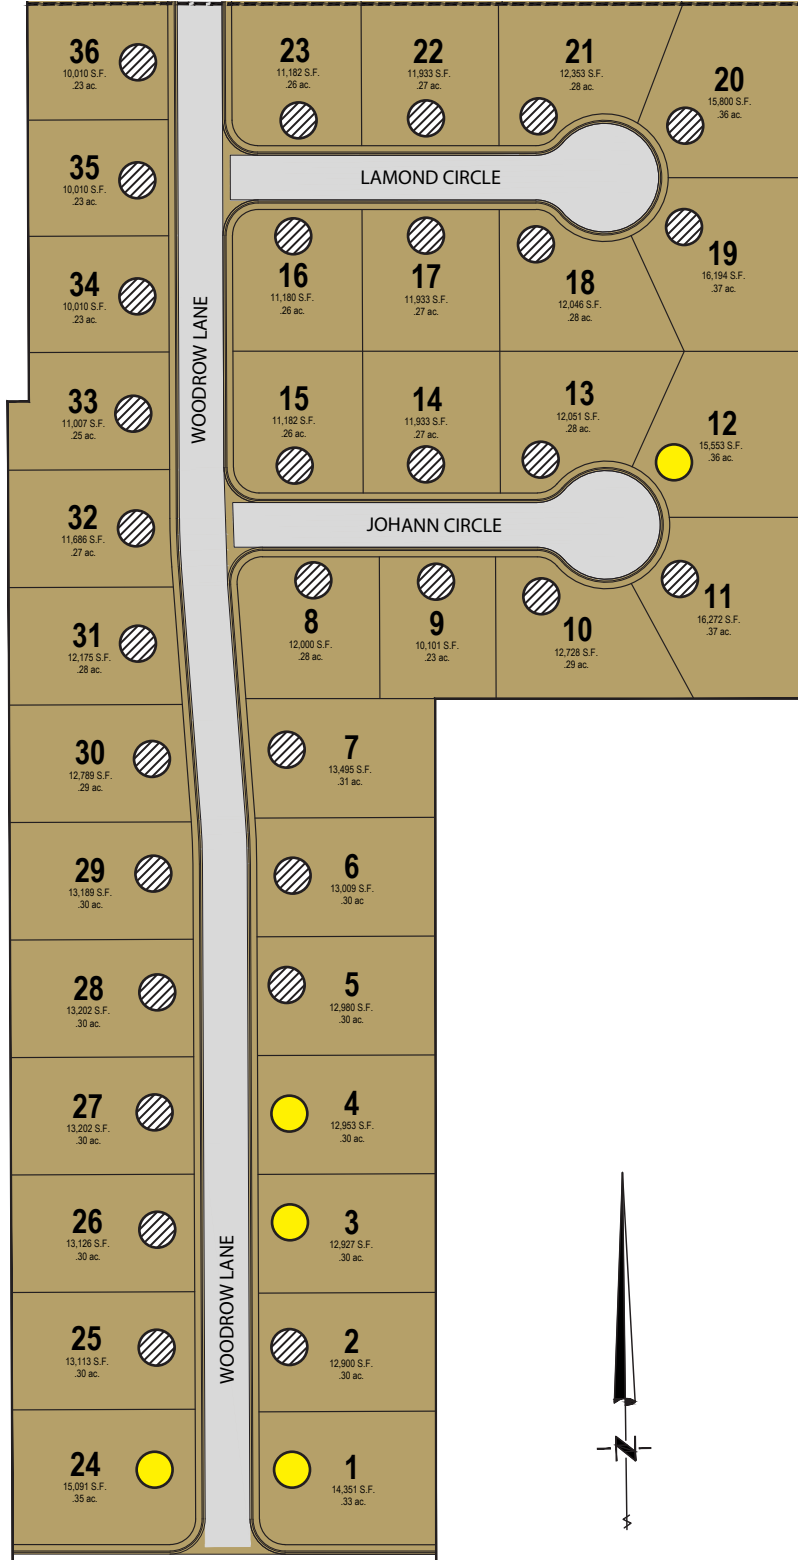 36
10,010 S.F.
.23 ac.
23
11,182 S.F.
.26 ac.
22
11,933 S.F.
.27 ac.
21
12,353 S.F.
.28 ac.
20
15,800 S.F.
.36 ac.
35
10,010 S.F.
.23 ac.
LAMOND CIRCLE
34
10,010 S.F.
.23 ac.
16
11,180 S.F.
.26 ac.
17
11,933 S.F.
.27 ac.
18
12,046 S.F.
.28 ac.
19
16,194 S.F.
.37 ac.
WOODROW LANE
33
11,007 S.F.
.25 ac.
15
11,182 S.F.
.26 ac.
14
11,933 S.F.
.27 ac.
13
12,051 S.F.
.28 ac.
12
15,553 S.F.
.36 ac.
32
11,686 S.F.
.27 ac.
JOHANN CIRCLE
31
12,175 S.F.
.28 ac.
8
12,000 S.F.
.28 ac.
9
10,101 S.F.
.23 ac.
10
12,728 S.F.
.29 ac.
11
16,272 S.F.
.37 ac.
30
12,789 S.F.
.29 ac.
7
13,495 S.F.
.31 ac.
29
13,189 S.F.
.30 ac.
6
13,009 S.F.
.30 ac
28
13,202 S.F.
.30 ac.
5
12,980 S.F.
.30 ac.
27
13,202 S.F.
.30 ac.
4
12,953 S.F.
.30 ac.
26
13,126 S.F.
.30 ac.
3
12,927 S.F.
.30 ac.
WOODROW LANE
25
13,113 S.F.
.30 ac.
2
12,900 S.F.
.30 ac.
24
15,091 S.F.
.35 ac.
1
14,351 S.F.
.33 ac.
N